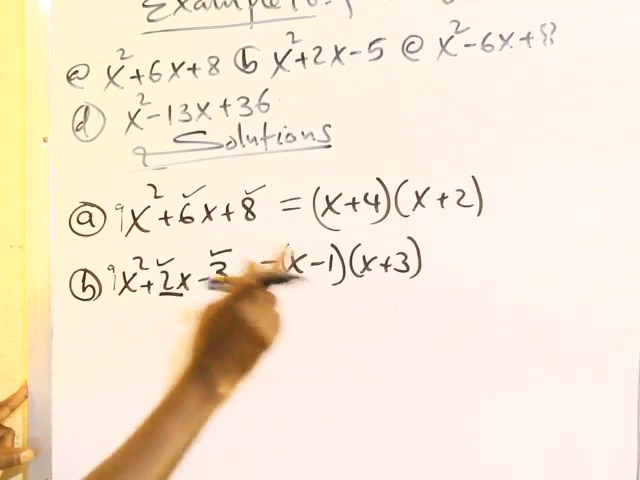 Example
ⓐ x²+6x+8 ⓑ x²+2x-5 ⓒ x²-6x+8
ⓓ x²-13x+36
Solutions
ⓐ x²+6x+8 = (x+4)(x+2)
ⓑ x²+2x-3 =(x-1)(x+3)